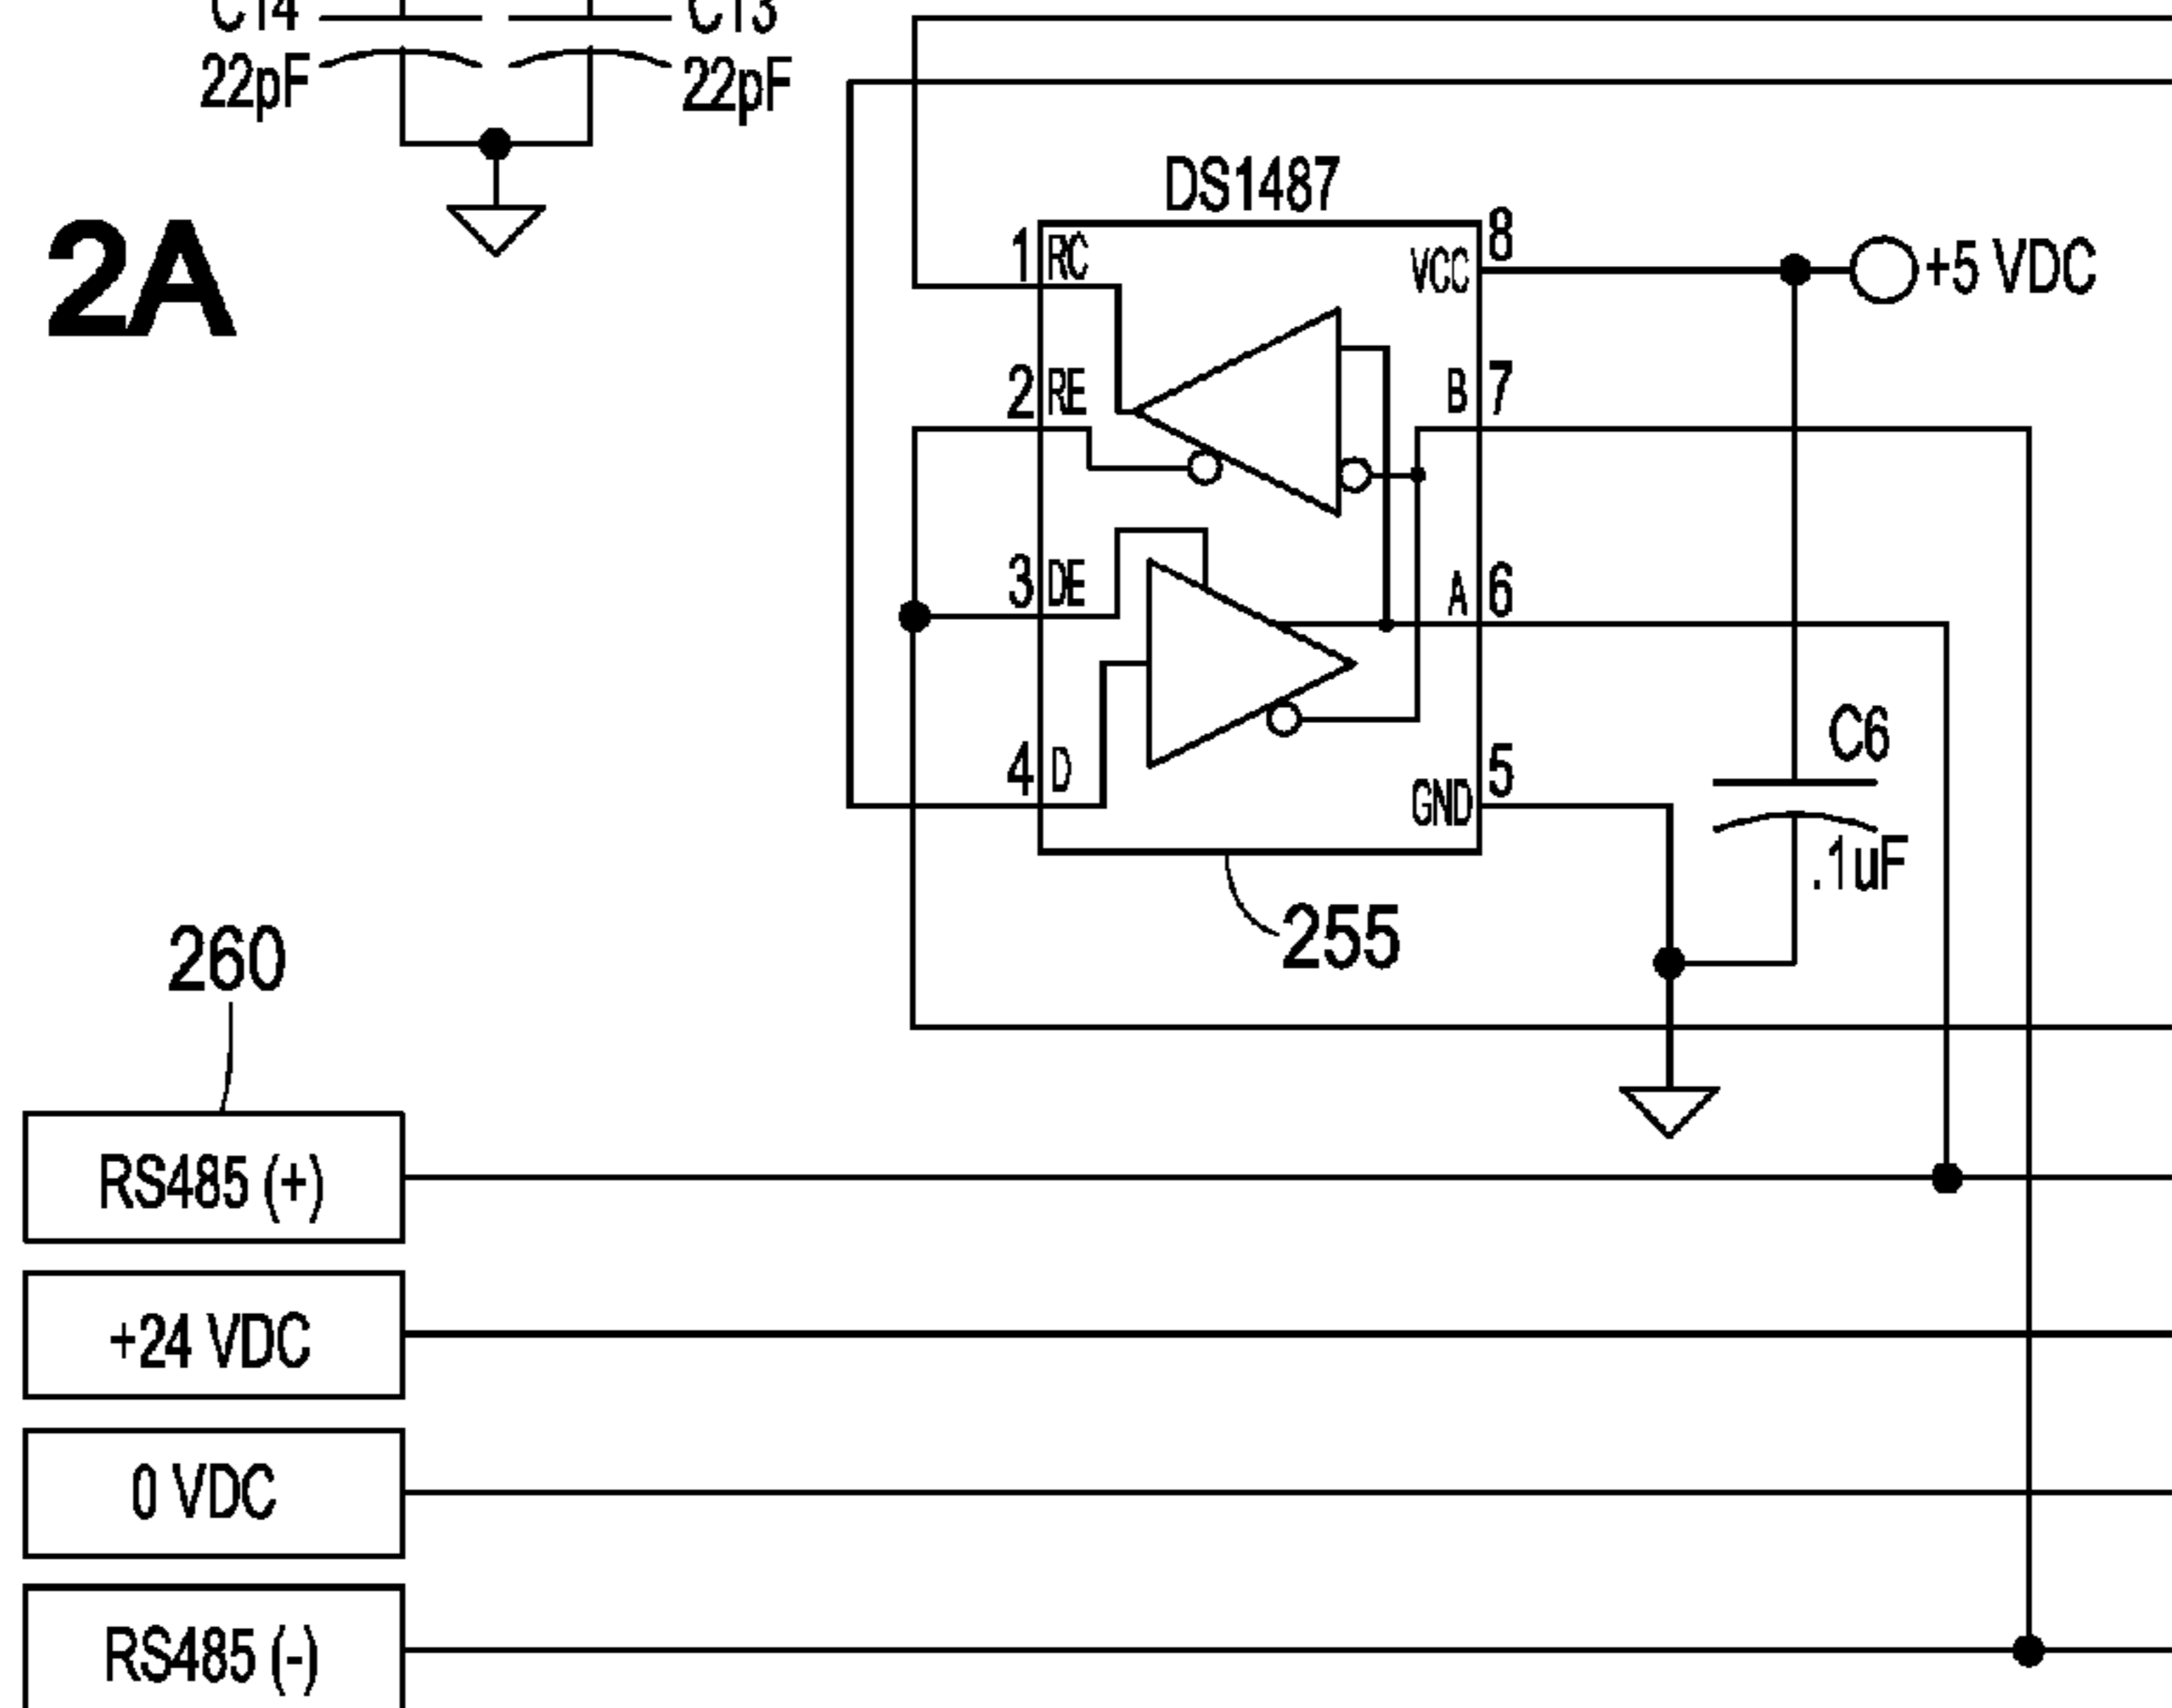 C14
C13
22pF
22pF
2A
DS1487
1 RC
VCC 8
+5 VDC
2 RE
B 7
3 DE
A 6
4 D
GND 5
C6
.1uF
255
260
RS485 (+)
+24 VDC
0 VDC
RS485 (-)